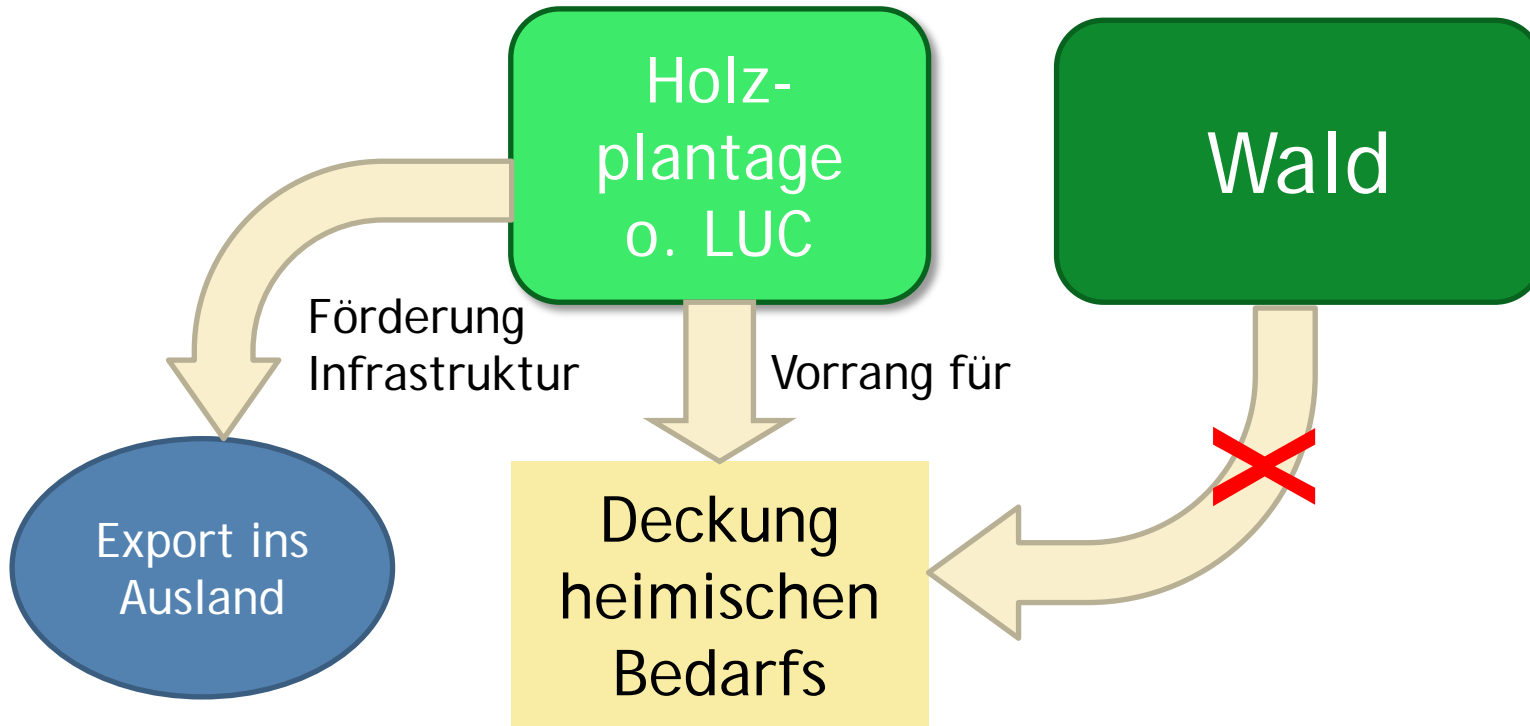 Holz-
plantage
o. LUC
Wald
Förderung
Infrastruktur
Vorrang für
Export ins
Ausland
Deckung
heimischen
Bedarfs